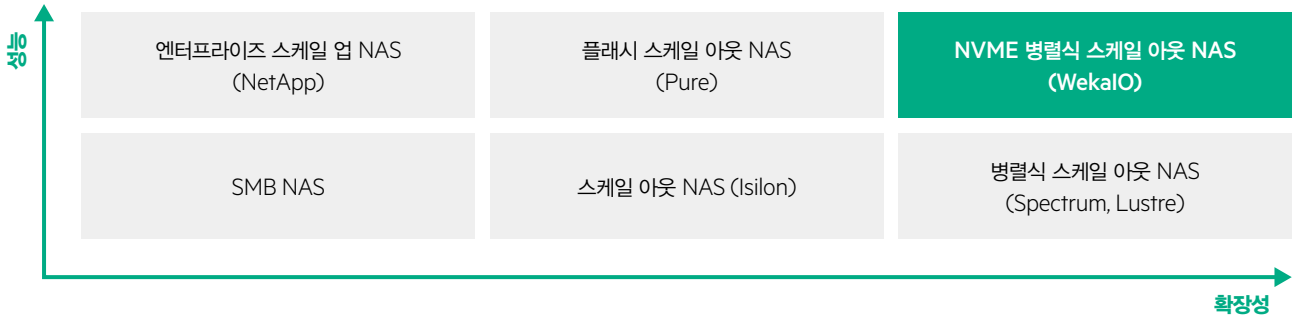 성능
엔터프라이즈 스케일 업 NAS
(NetApp)
플래시 스케일 아웃 NAS
(Pure)
NVME 병렬식 스케일 아웃 NAS
(WekaIO)
SMB NAS
스케일 아웃 NAS (Isilon)
병렬식 스케일 아웃 NAS
(Spectrum, Lustre)
확장성